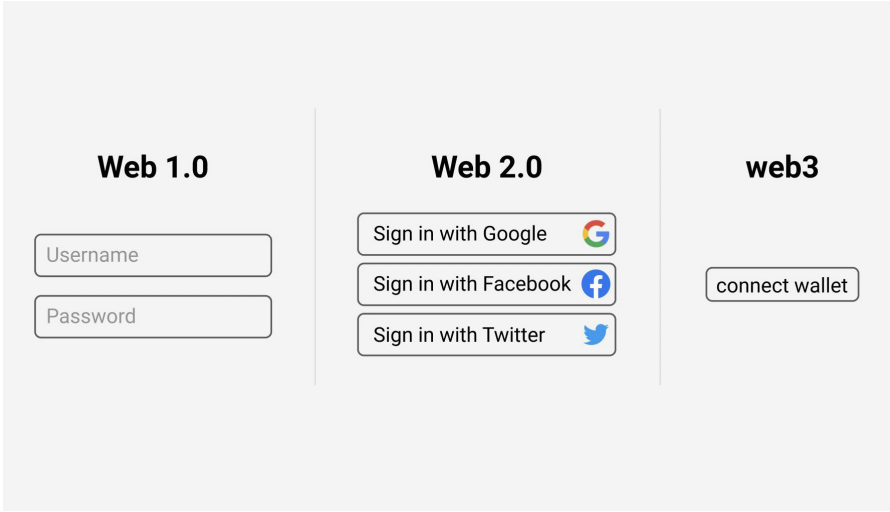 Web 1.0
Username
Password
Web 2.0
Sign in with Google
Sign in with Facebook
Sign in with Twitter
web3
connect wallet